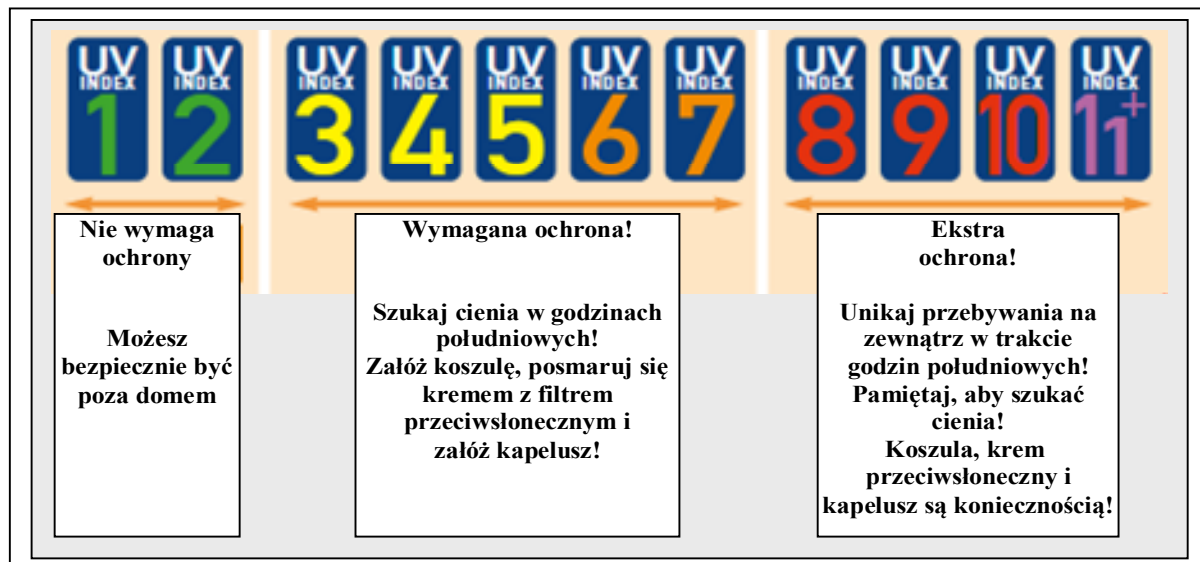 UV UV UV UV UV UV UV UV UV UV UV
INDEX INDEX INDEX INDEX INDEX INDEX INDEX INDEX INDEX INDEX INDEX
1 2 3 4 5 6 7 8 9 10 11+
Nie wymaga
ochrony
Możesz
bezpiecznie być
poza domem
Wymagana ochrona!
Szukaj cienia w godzinach
południowych!
Załóż koszulę, posmaruj się
kremem z filtrem
przeciwsłonecznym i
załóż kapelusz!
Ekstra
ochrona!
Unikaj przebywania na
zewnątrz w trakcie
godzin południowych!
Pamiętaj, aby szukać
cienia!
Koszula, krem
przeciwsłoneczny i
kapelusz są koniecznością!